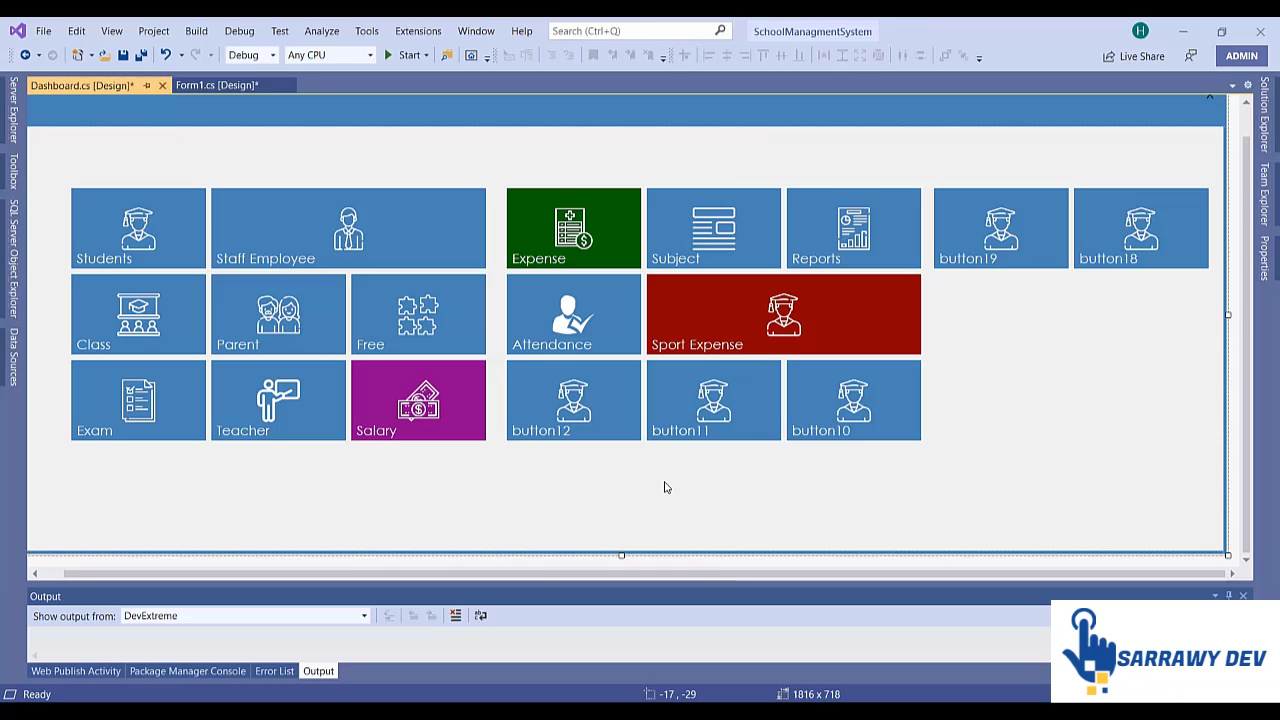 File Edit View Project Build Debug Test Analyze Tools Extensions Window Help Search (Ctrl+Q) SchoolManagmentSystem H
Debug Any CPU Start Live Share ADMIN
Dashboard.cs [Design]* Form1.cs [Design]*
Server Explorer
Toolbox
SQL Server Object Explorer
Data Sources
Students Staff Employee Expense Subject Reports button19 button18
Class Parent Free Attendance Sport Expense
Exam Teacher Salary button12 button11 button10
Solution Explorer
Team Explorer
Properties
Output
Show output from: DevExtreme
Web Publish Activity Package Manager Console Error List Output
Ready -17 , -29 1816 x 718
SARRAWY DEV